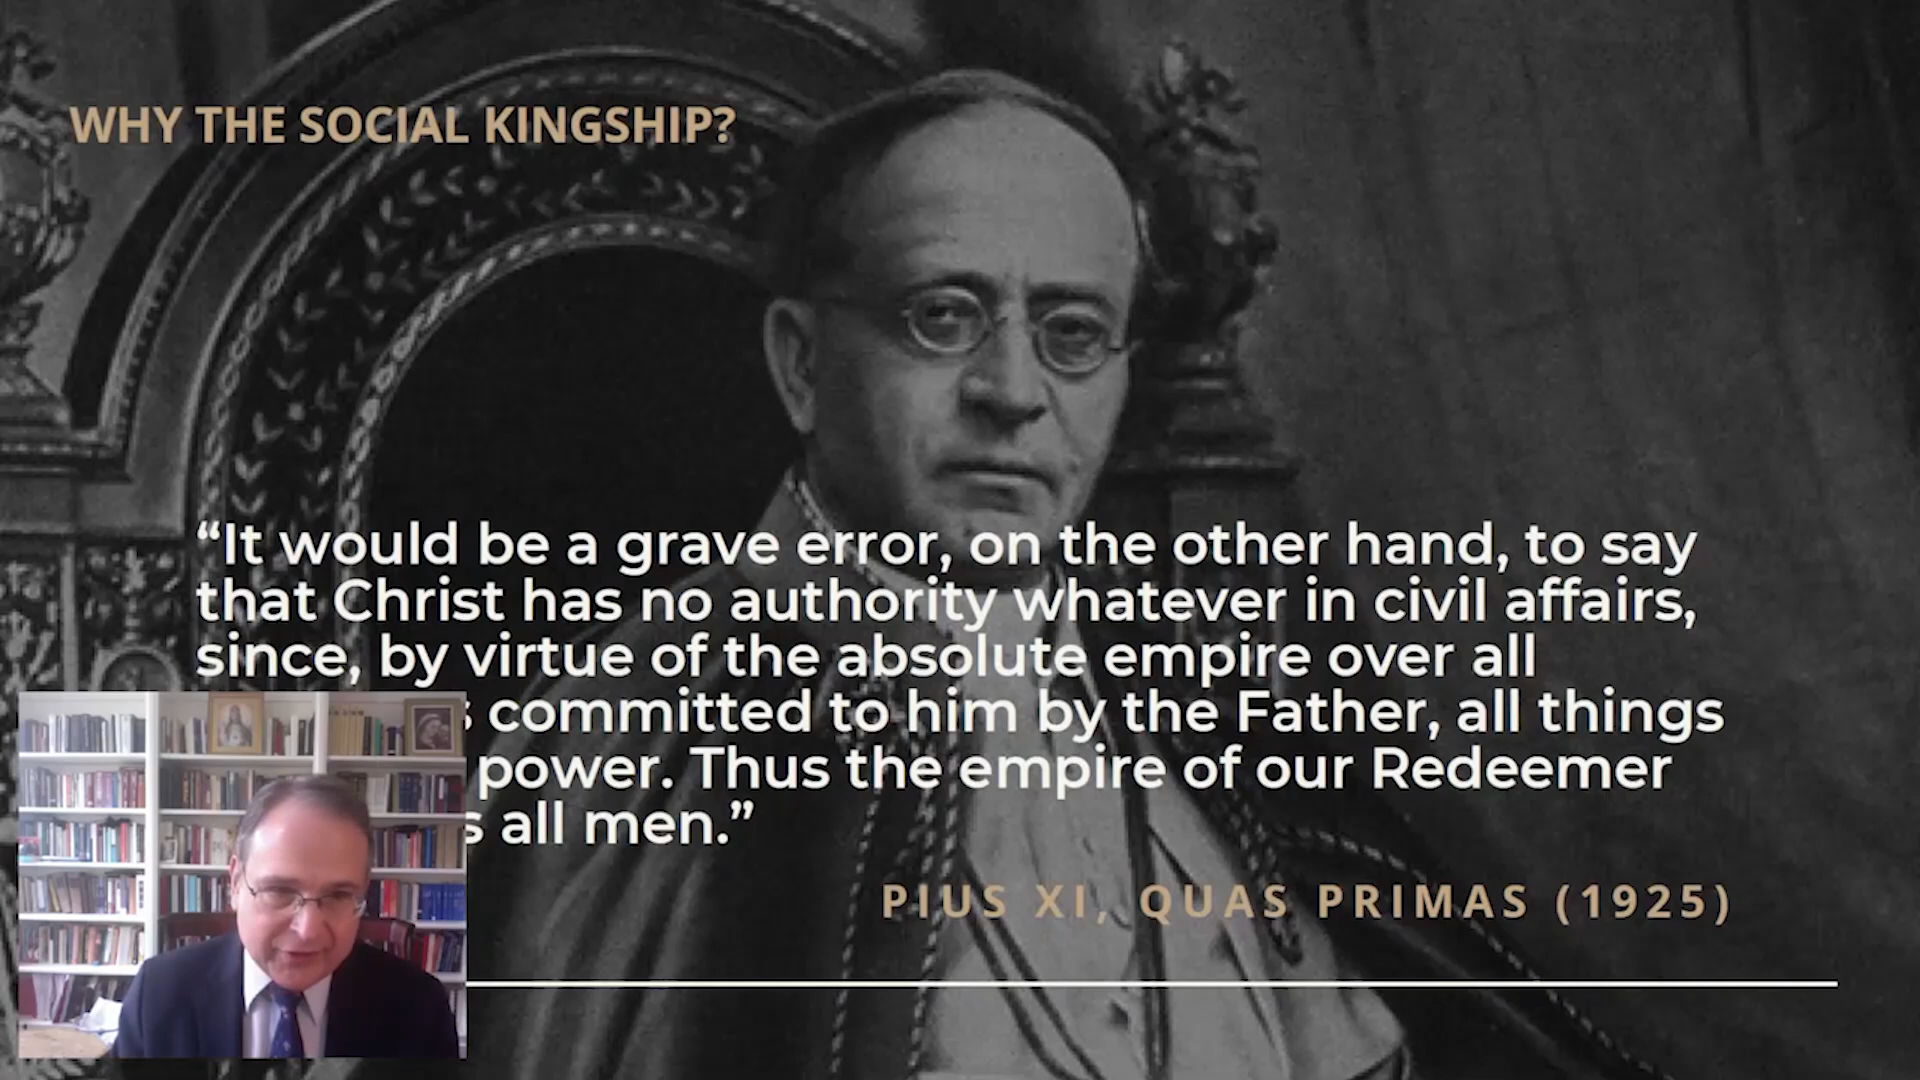 WHY THE SOCIAL KINGSHIP?
“It would be a grave error, on the other hand, to say
that Christ has no authority whatever in civil affairs,
since, by virtue of the absolute empire over all
committed to him by the Father, all things
power. Thus the empire of our Redeemer
all men.”
PIUS XI, QUAS PRIMAS (1925)